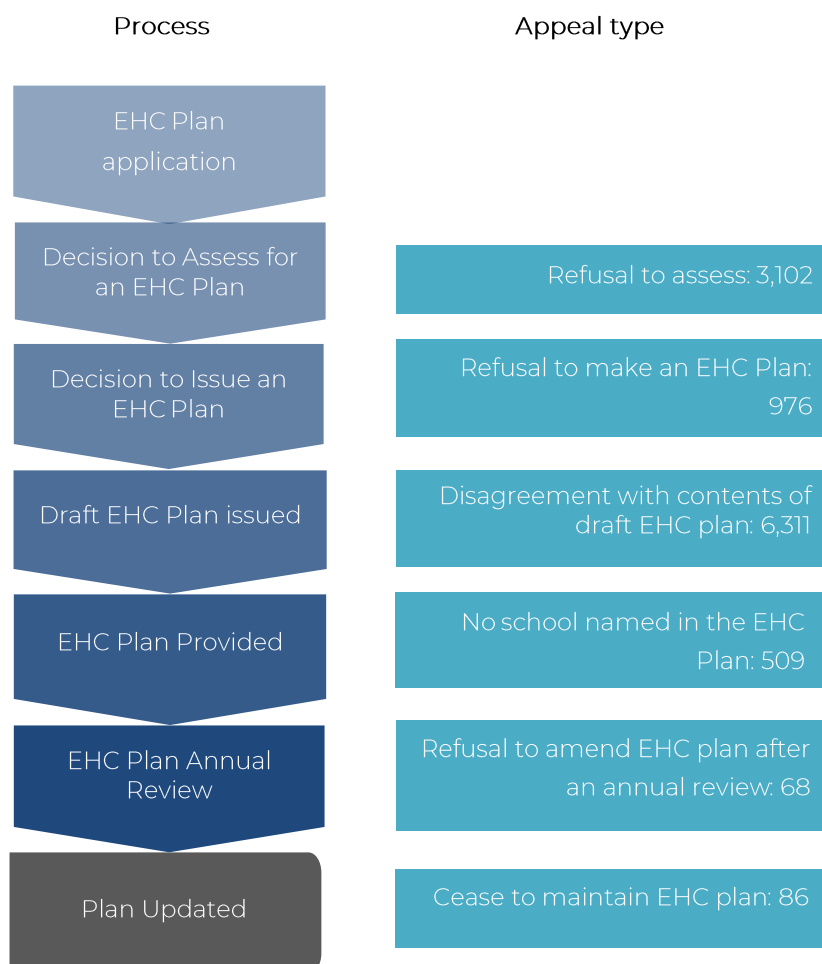 Process
Appeal type
EHC Plan
application
Decision to Assess for
an EHC Plan
Refusal to assess: 3,102
Decision to Issue an
EHC Plan
Refusal to make an EHC Plan:
976
Draft EHC Plan issued
Disagreement with contents of
draft EHC plan: 6,311
EHC Plan Provided
No school named in the EHC
Plan: 509
EHC Plan Annual
Review
Refusal to amend EHC plan after
an annual review: 68
Plan Updated
Cease to maintain EHC plan: 86